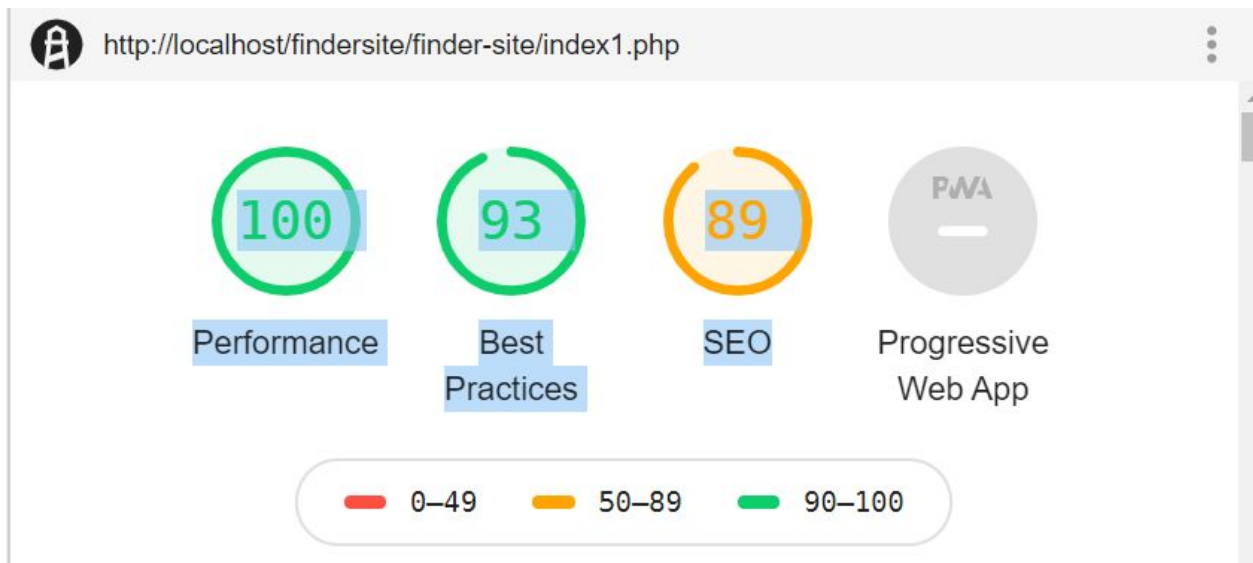 http://localhost/findersite/finder-site/index1.php
100
93
89
PWA
Performance
Best
Practices
SEO
Progressive
Web App
0–49
50–89
90–100